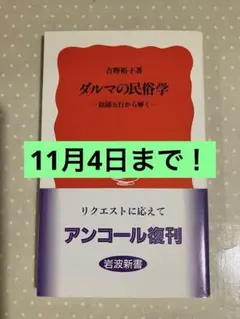 吉野裕子著
ダルマの民俗学
―陰陽五行から解く―
11月4日まで！
リクエストに応えて
アンコール復刊
岩波新書